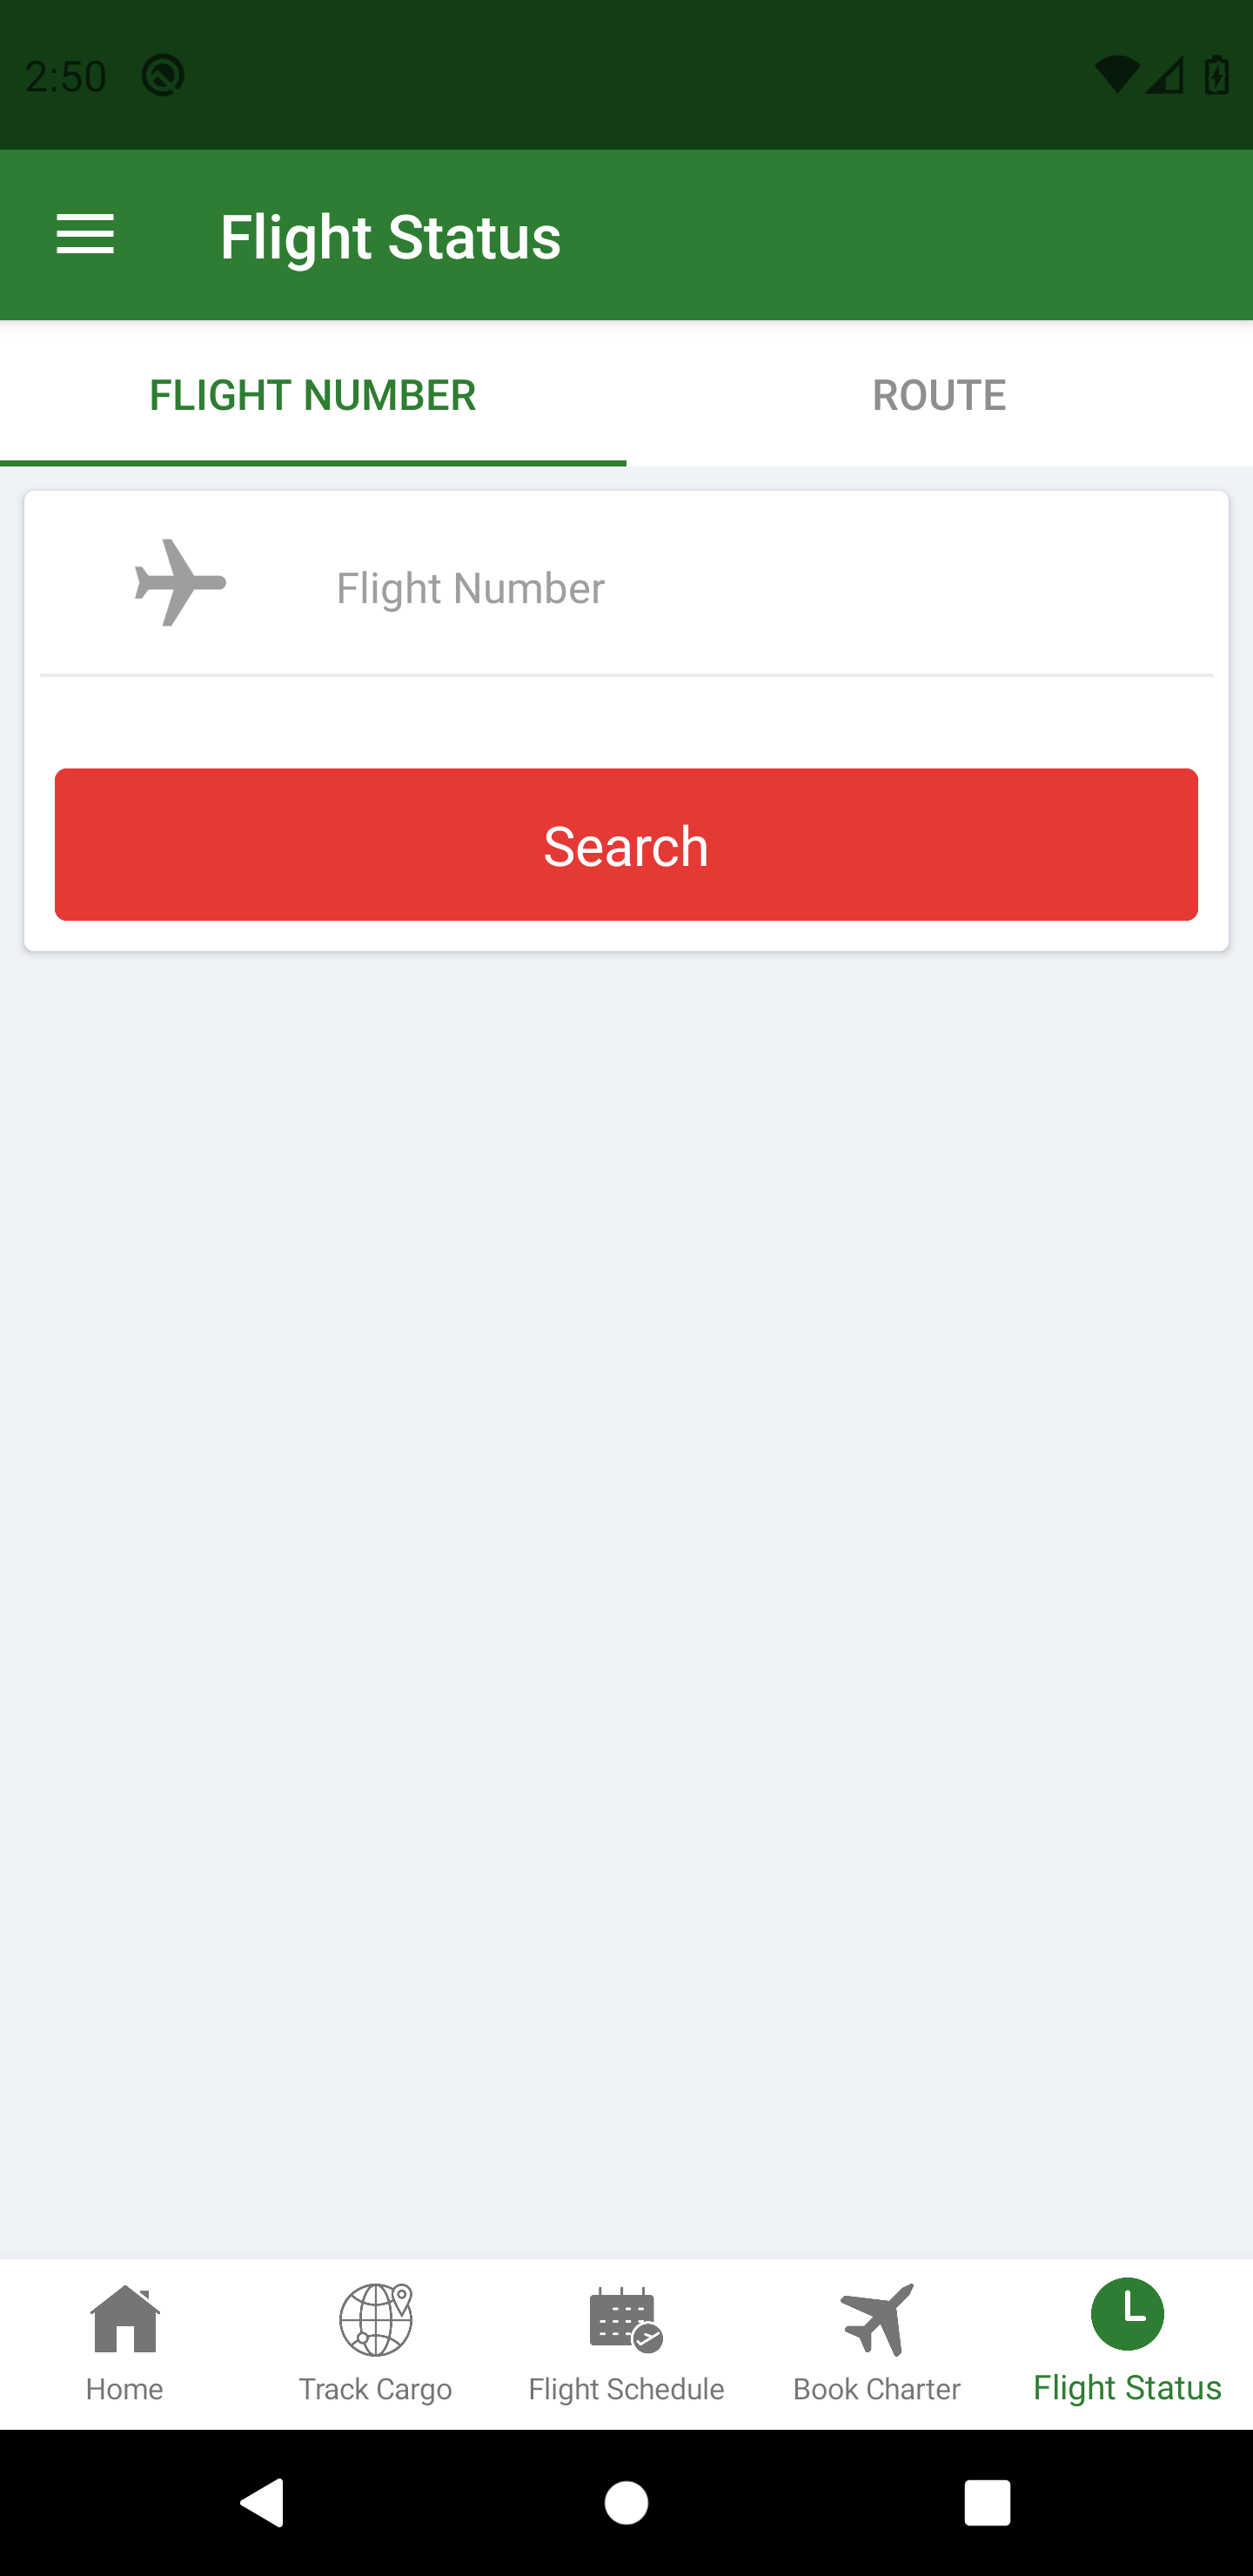 2:50
Flight Status
FLIGHT NUMBER
ROUTE
Flight Number
Search
Home
Track Cargo
Flight Schedule
Book Charter
Flight Status